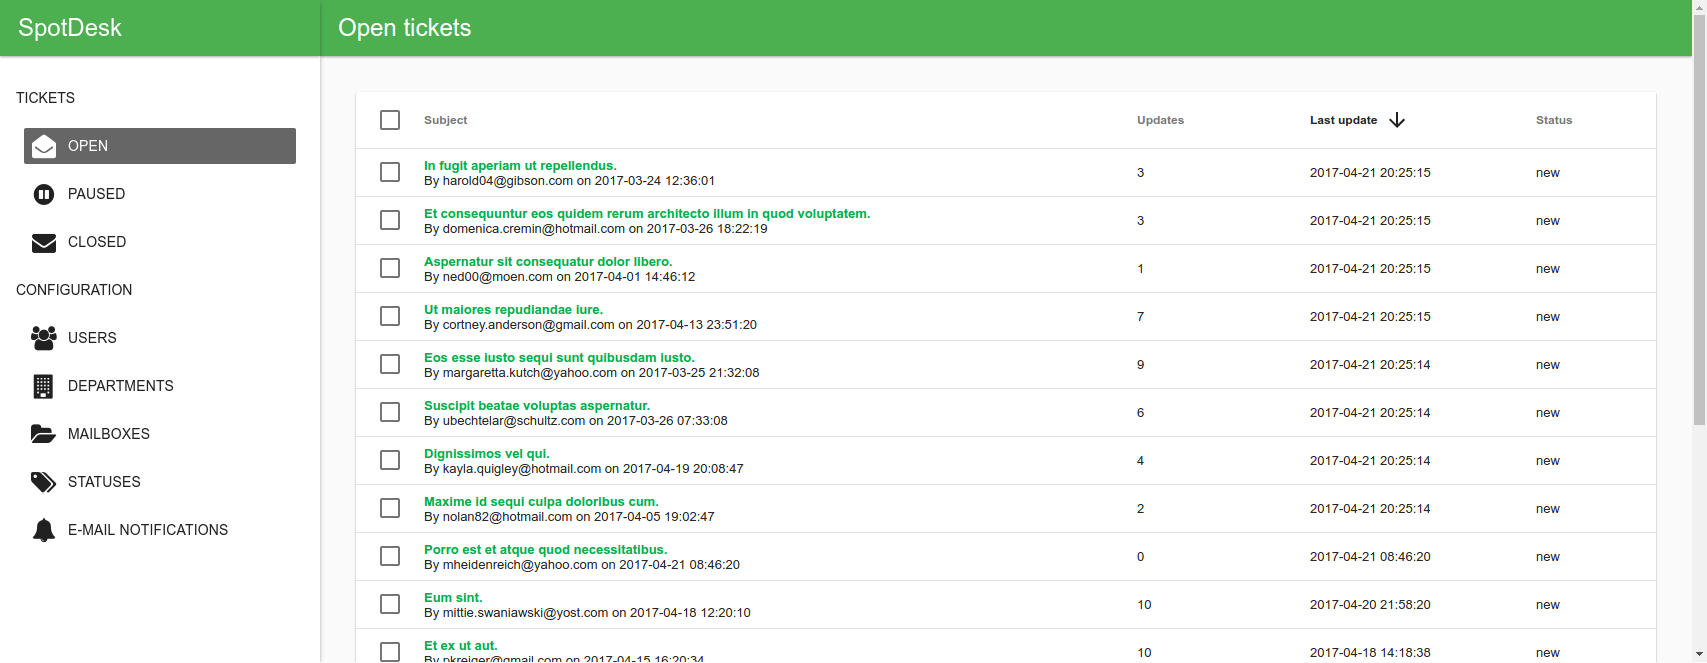 SpotDesk
Open tickets
TICKETS
OPEN
PAUSED
CLOSED
CONFIGURATION
USERS
DEPARTMENTS
MAILBOXES
STATUSES
E-MAIL NOTIFICATIONS
Subject Updates Last update Status
In fugit aperiam ut repellendus.
By harold04@gibson.com on 2017-03-24 12:36:01
3 2017-04-21 20:25:15 new
Et consequuntur eos quidem rerum architecto illum in quod voluptatem.
By domenica.cremin@hotmail.com on 2017-03-26 18:22:19
3 2017-04-21 20:25:15 new
Aspernatur sit consequatur dolor libero.
By ned00@moen.com on 2017-04-01 14:46:12
1 2017-04-21 20:25:15 new
Ut maiores repudiandae iure.
By cortney.anderson@gmail.com on 2017-04-13 23:51:20
7 2017-04-21 20:25:15 new
Eos esse iusto sequi sunt quibusdam iusto.
By margaretta.kutch@yahoo.com on 2017-03-25 21:32:08
9 2017-04-21 20:25:14 new
Suscipit beatae voluptas aspernatur.
By ubechtelar@schultz.com on 2017-03-26 07:33:08
6 2017-04-21 20:25:14 new
Dignissimos vel qui.
By kayla.quigley@hotmail.com on 2017-04-19 20:08:47
4 2017-04-21 20:25:14 new
Maxime id sequi culpa doloribus cum.
By nolan82@hotmail.com on 2017-04-05 19:02:47
2 2017-04-21 20:25:14 new
Porro est et atque quod necessitatibus.
By mheidenreich@yahoo.com on 2017-04-21 08:46:20
0 2017-04-21 08:46:20 new
Eum sint.
By mittie.swaniawski@yost.com on 2017-04-18 12:20:10
10 2017-04-20 21:58:20 new
Et ex ut aut.
By pkreiger@gmail.com on 2017-04-15 16:20:34
10 2017-04-18 14:18:38 new